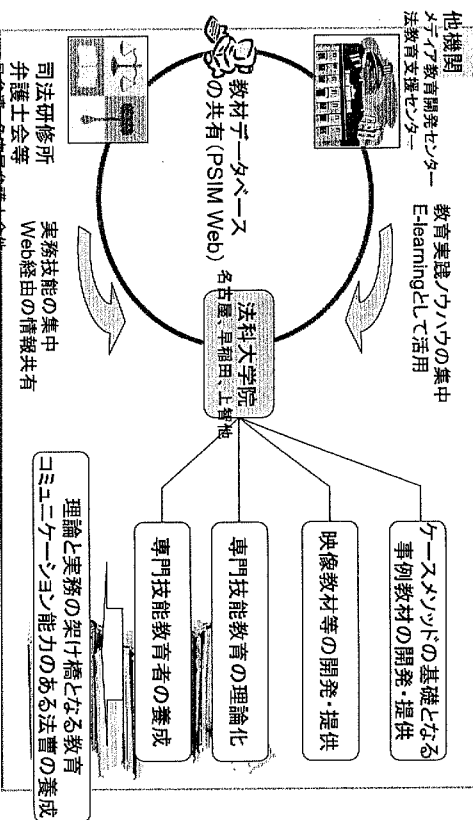 他機関
メディア教育開発センター
法教育支援センター
教育実践ノウハウの集中
E-learningとして活用
教材データベース
の共有(PSIM Web)
法科大学院
名古屋、早稲田、上智他
司法研修所
弁護士会等
実務技能の集中
Web経由の情報共有
ケースメソッドの基礎となる
事例教材の開発・提供
映像教材等の開発・提供
専門技能教育の理論化
専門技能教育者の養成
理論と実務の架け橋となる教育
コミュニケーション能力のある法曹の養成